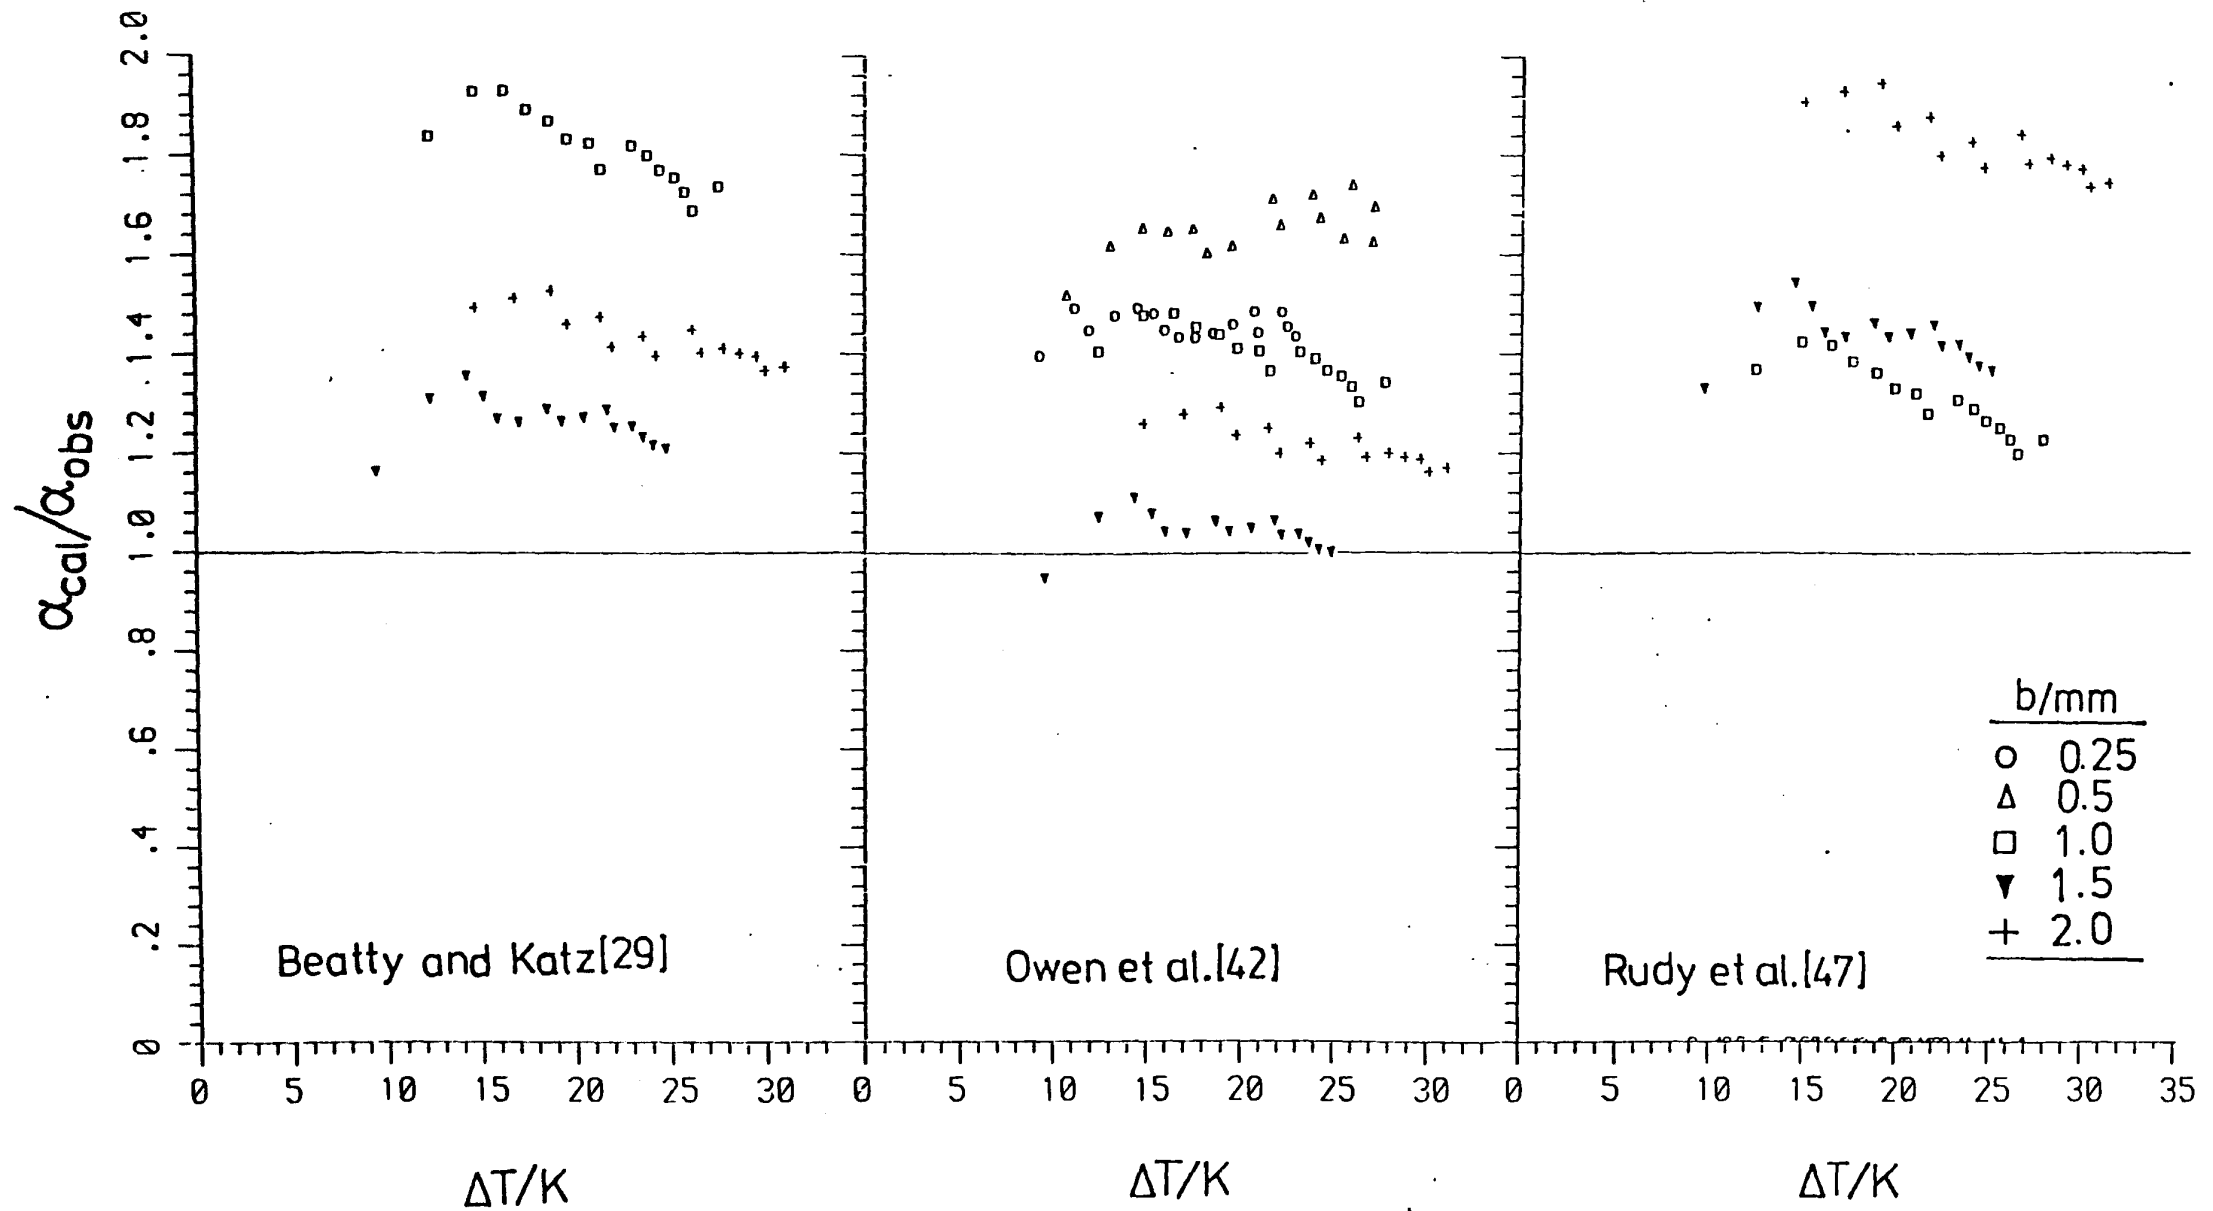 2.0
1.8
1.6
1.4
1.2
1.0
.8
.6
.4
.2
0
αcal/αobs
Beatty and Katz[29]
Owen et al.[42]
Rudy et al.[47]
b/mm
0.25
0.5
1.0
1.5
2.0
0 5 10 15 20 25 30 0 5 10 15 20 25 30 0 5 10 15 20 25 30 35
ΔT/K ΔT/K ΔT/K